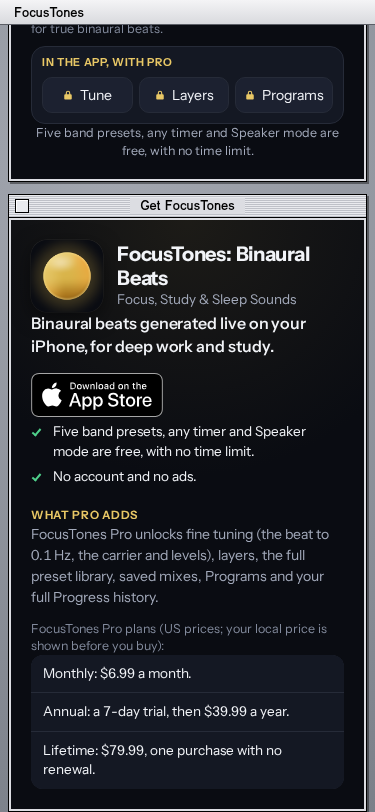 FocusTones
for true binaural beats.
IN THE APP, WITH PRO
Tune
Layers
Programs
Five band presets, any timer and Speaker mode are
free, with no time limit.
Get FocusTones
FocusTones: Binaural
Beats
Focus, Study & Sleep Sounds
Binaural beats generated live on your
iPhone, for deep work and study.
Download on the
App Store
Five band presets, any timer and Speaker
mode are free, with no time limit.
No account and no ads.
WHAT PRO ADDS
FocusTones Pro unlocks fine tuning (the beat to
0.1 Hz, the carrier and levels), layers, the full
preset library, saved mixes, Programs and your
full Progress history.
FocusTones Pro plans (US prices; your local price is
shown before you buy):
Monthly: $6.99 a month.
Annual: a 7-day trial, then $39.99 a year.
Lifetime: $79.99, one purchase with no
renewal.